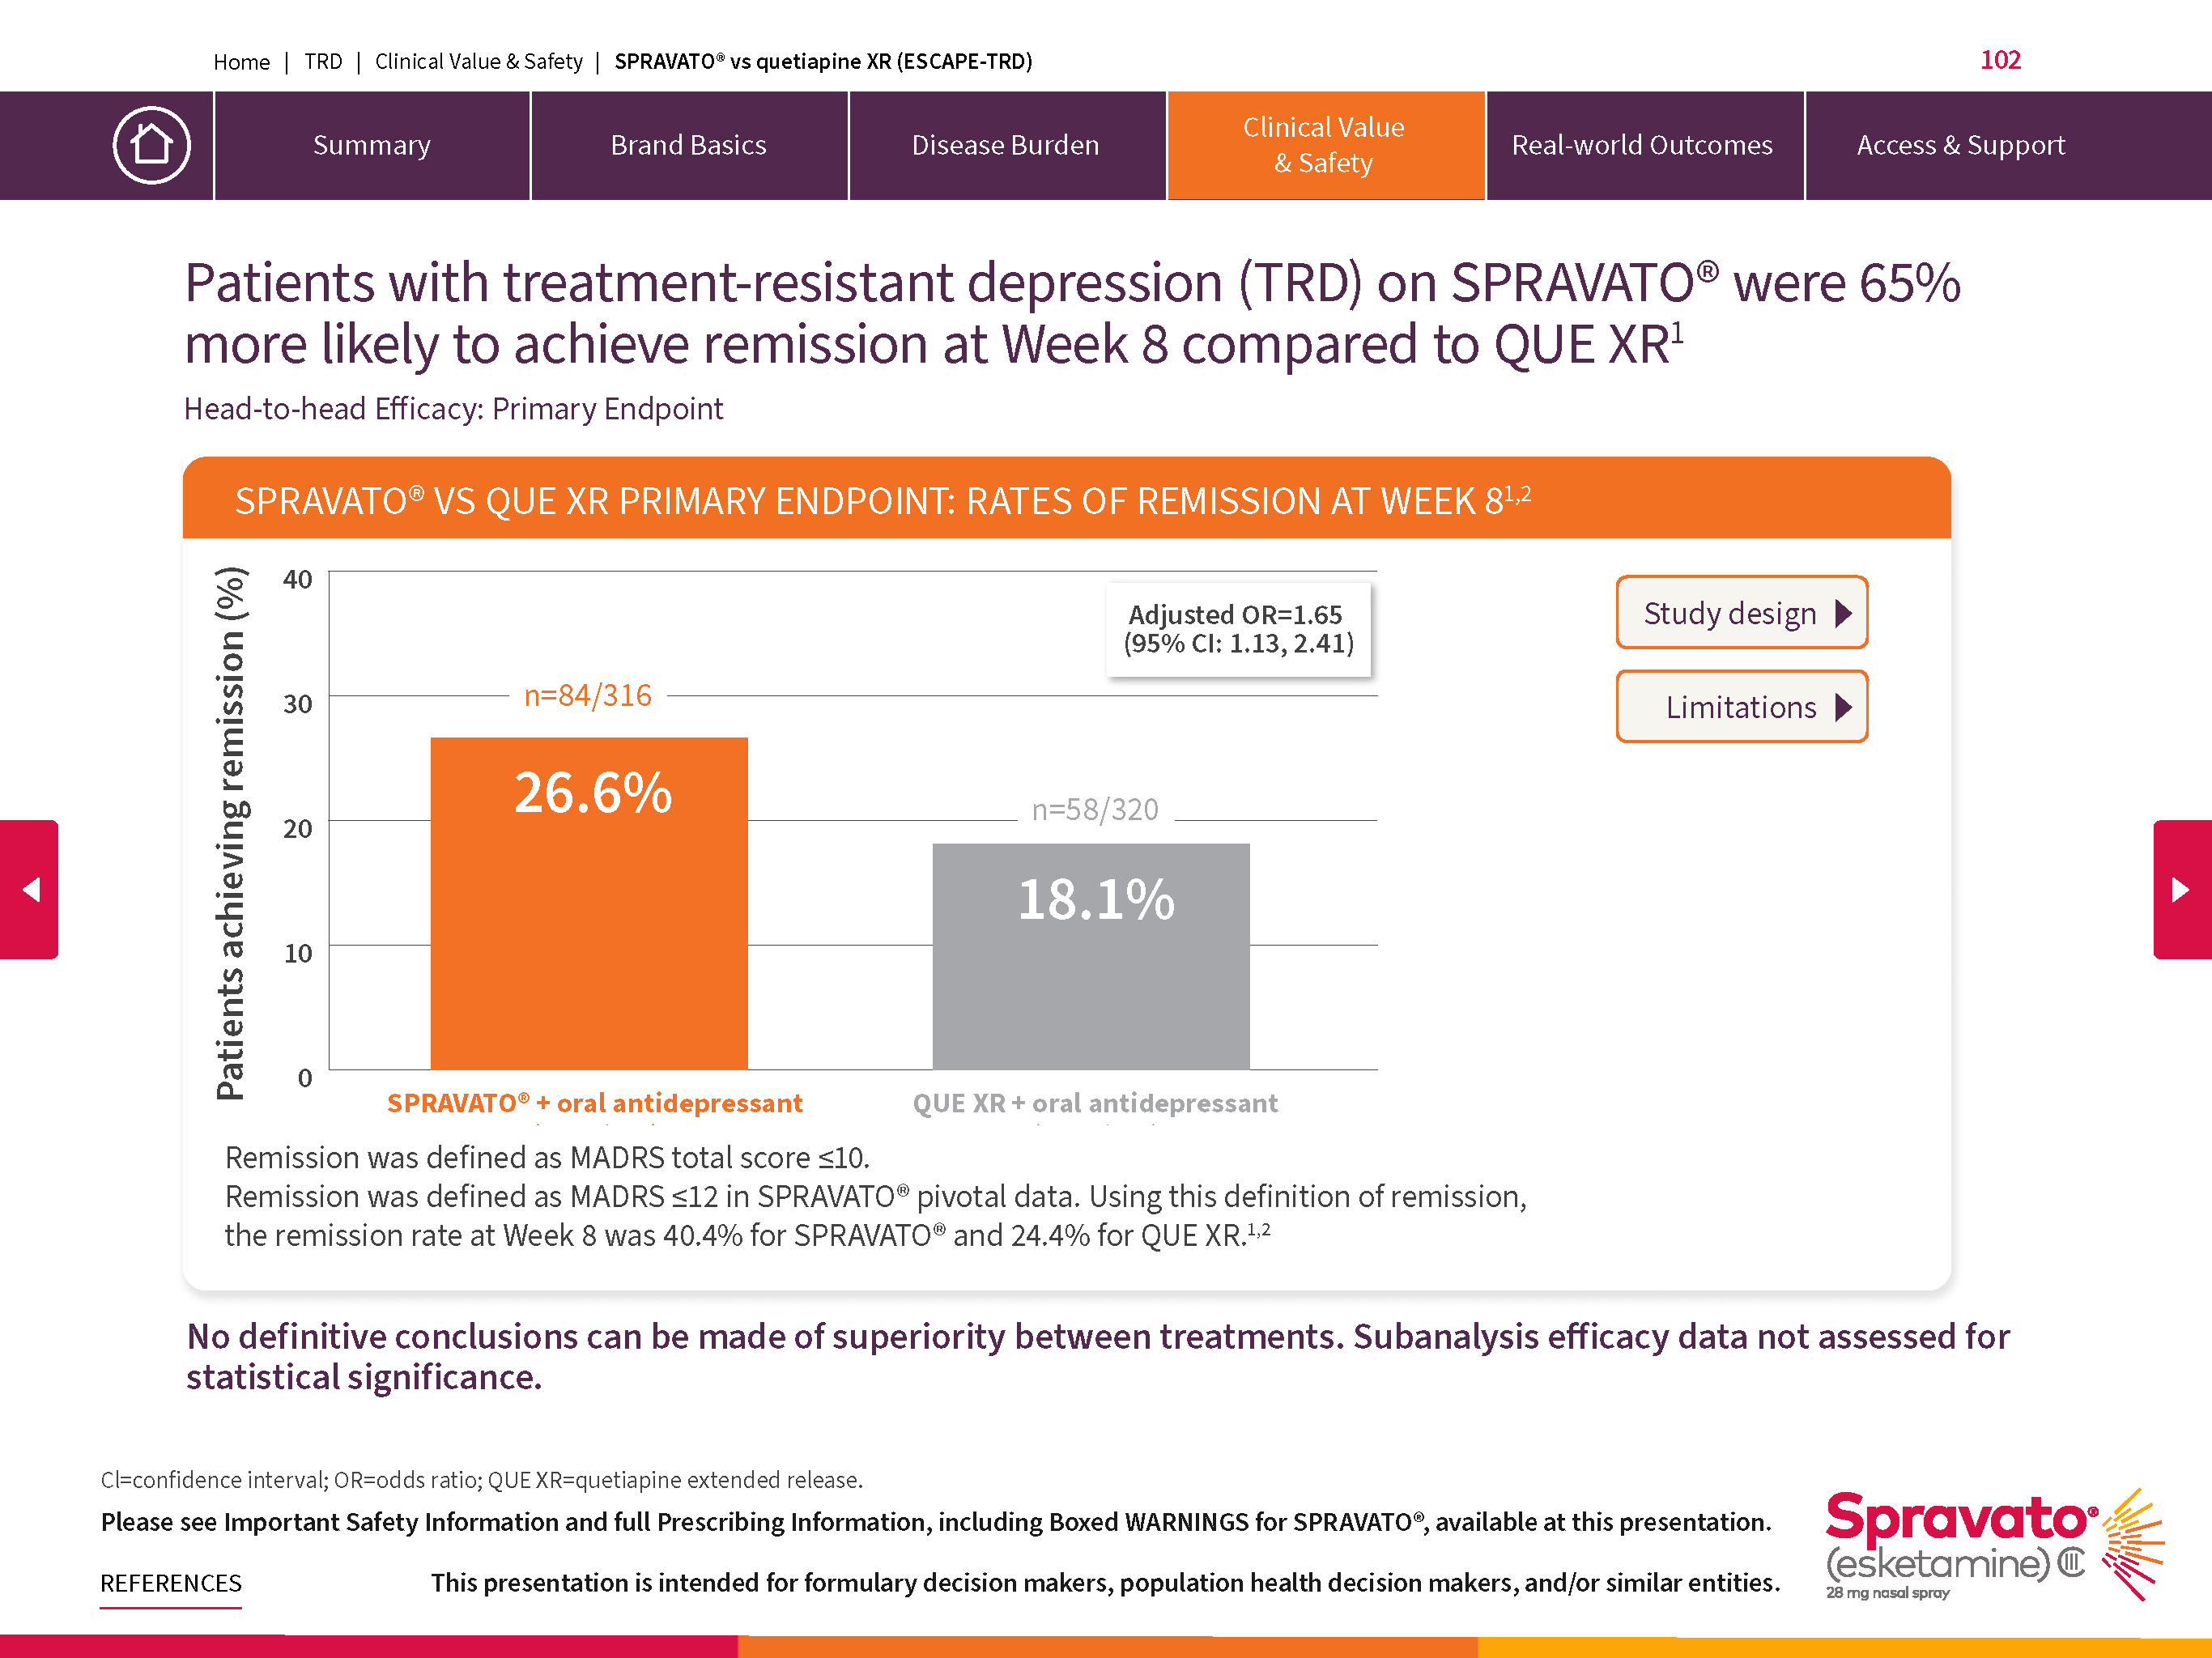 Home | TRD | Clinical Value & Safety | SPRAVATO® vs quetiapine XR (ESCAPE-TRD)
102
Summary
Brand Basics
Disease Burden
Clinical Value
& Safety
Real-world Outcomes
Access & Support
Patients with treatment-resistant depression (TRD) on SPRAVATO® were 65%
more likely to achieve remission at Week 8 compared to QUE XR¹
Head-to-head Efficacy: Primary Endpoint
SPRAVATO® VS QUE XR PRIMARY ENDPOINT: RATES OF REMISSION AT WEEK 8¹,²
Patients achieving remission (%)
40
30
20
10
0
Adjusted OR=1.65
(95% CI: 1.13, 2.41)
n=84/316
26.6%
n=58/320
18.1%
SPRAVATO® + oral antidepressant
QUE XR + oral antidepressant
Study design
Limitations
Remission was defined as MADRS total score ≤10.
Remission was defined as MADRS ≤12 in SPRAVATO® pivotal data. Using this definition of remission,
the remission rate at Week 8 was 40.4% for SPRAVATO® and 24.4% for QUE XR.¹,²
No definitive conclusions can be made of superiority between treatments. Subanalysis efficacy data not assessed for
statistical significance.
CI=confidence interval; OR=odds ratio; QUE XR=quetiapine extended release.
Please see Important Safety Information and full Prescribing Information, including Boxed WARNINGS for SPRAVATO®, available at this presentation.
REFERENCES
This presentation is intended for formulary decision makers, population health decision makers, and/or similar entities.
Spravato®
(esketamine) CIII
28 mg nasal spray